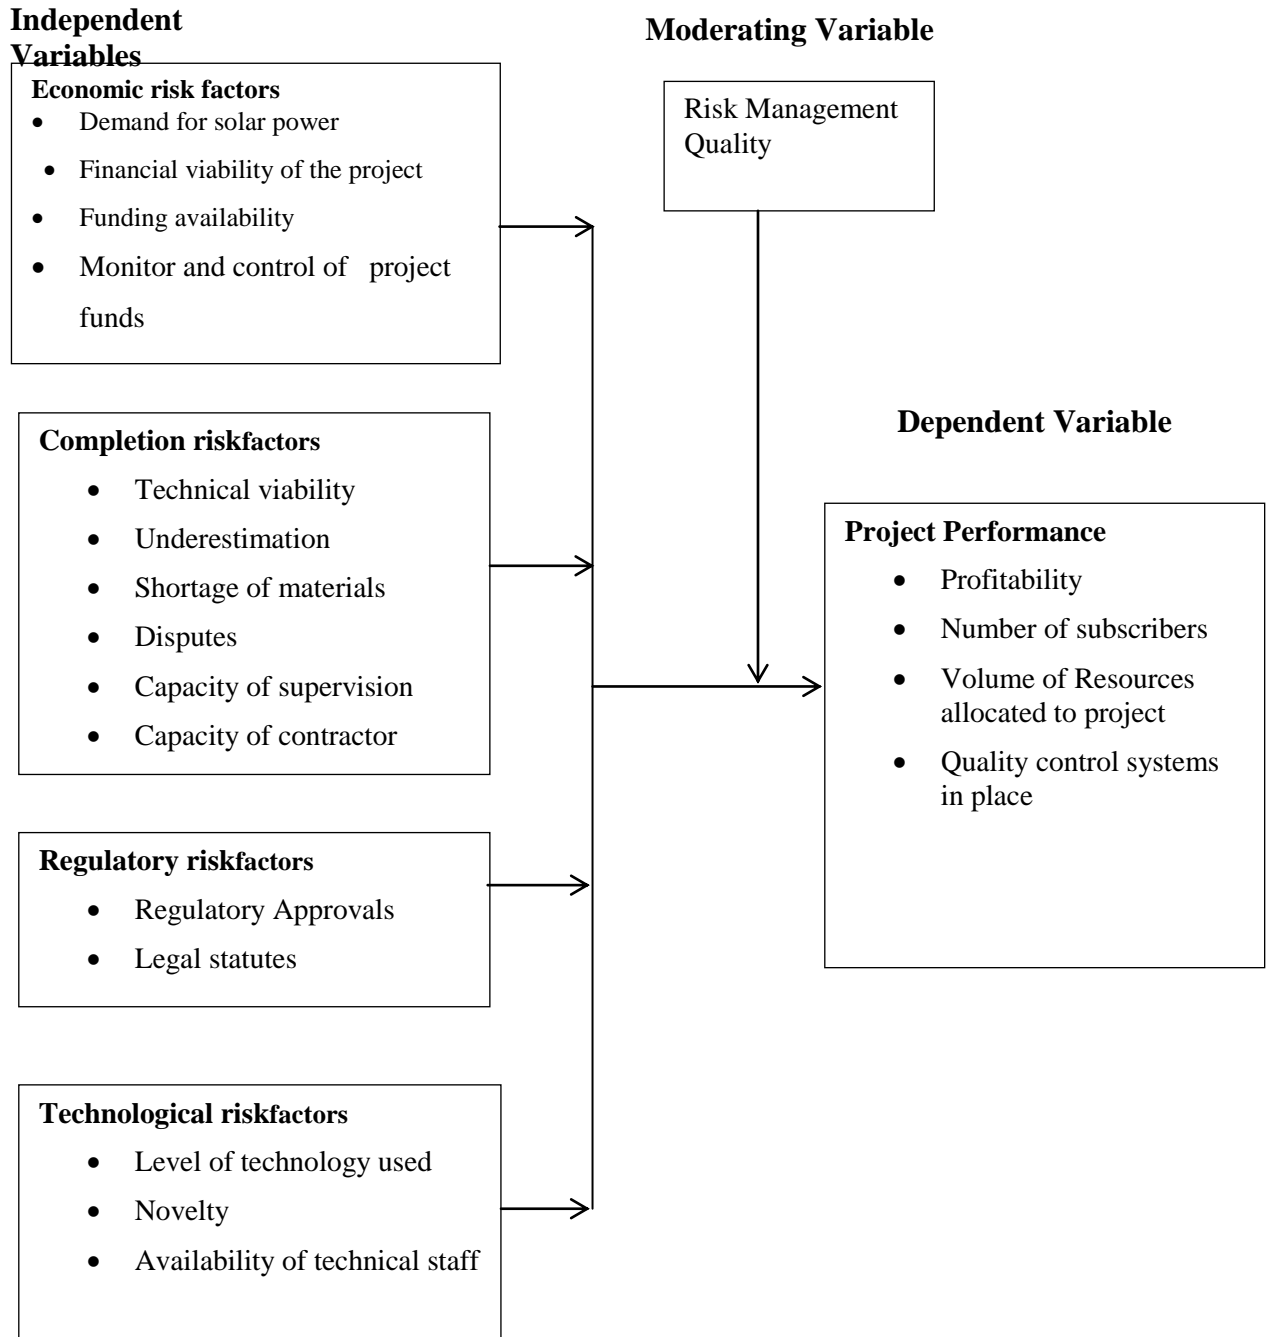 Independent
Variables
Economic risk factors
• Demand for solar power
• Financial viability of the project
• Funding availability
• Monitor and control of project
funds
Completion riskfactors
• Technical viability
• Underestimation
• Shortage of materials
• Disputes
• Capacity of supervision
• Capacity of contractor
Regulatory riskfactors
• Regulatory Approvals
• Legal statutes
Technological riskfactors
• Level of technology used
• Novelty
• Availability of technical staff
Moderating Variable
Risk Management
Quality
Dependent Variable
Project Performance
• Profitability
• Number of subscribers
• Volume of Resources
allocated to project
• Quality control systems
in place